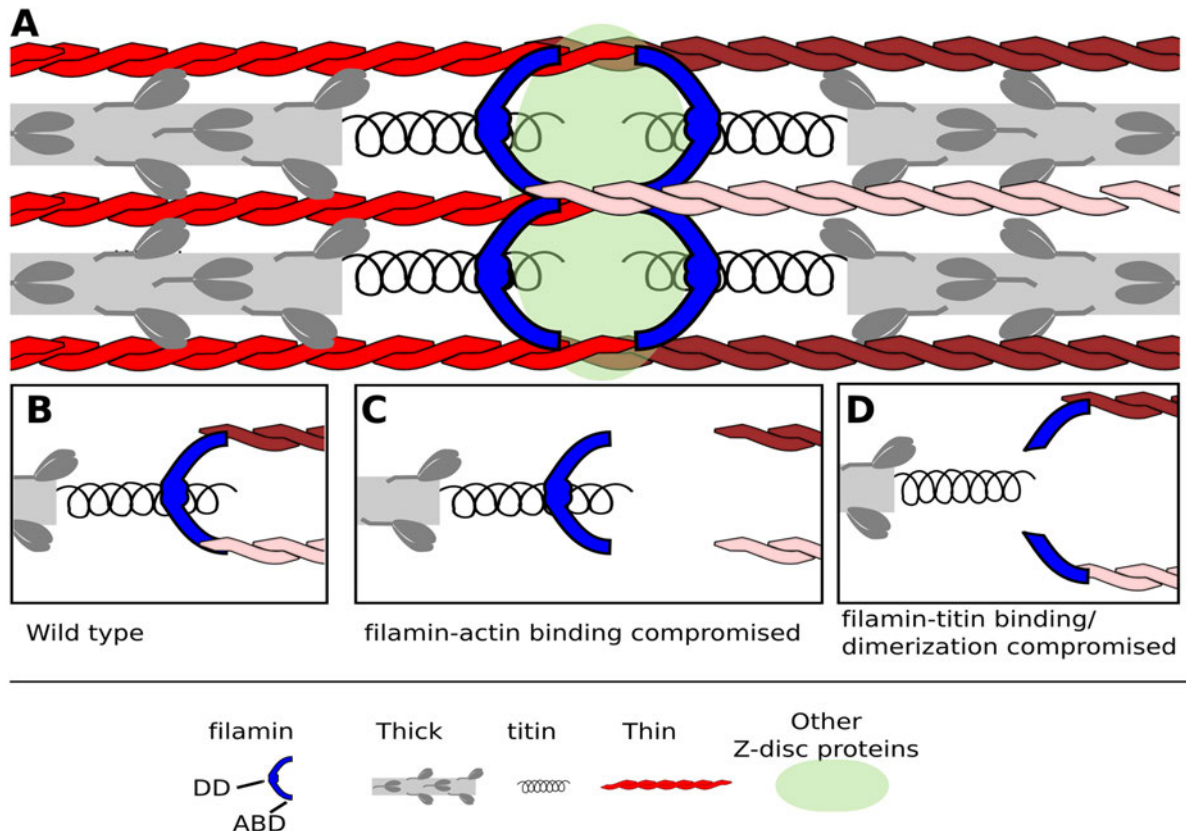 A
B
C
D
Wild type
filamin-actin binding compromised
filamin-titin binding/
dimerization compromised
filamin
Thick
titin
Thin
Other
Z-disc proteins
DD
ABD